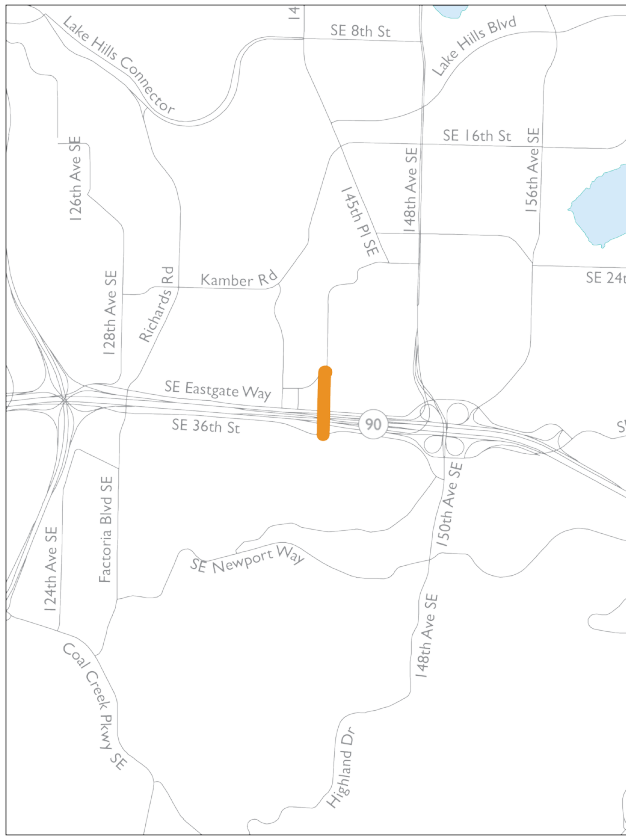 14
SE 8th St
Lake Hills Connector
Lake Hills Blvd
SE 16th St
126th Ave SE
148th Ave SE
156th Ave SE
145th Pl SE
Kamber Rd
SE 24t
128th Ave SE
Richards Rd
SE Eastgate Way
SE 36th St
90
S
150th Ave SE
Factoria Blvd SE
124th Ave SE
SE Newport Way
148th Ave SE
Coal Creek Pkwy SE
Highland Dr